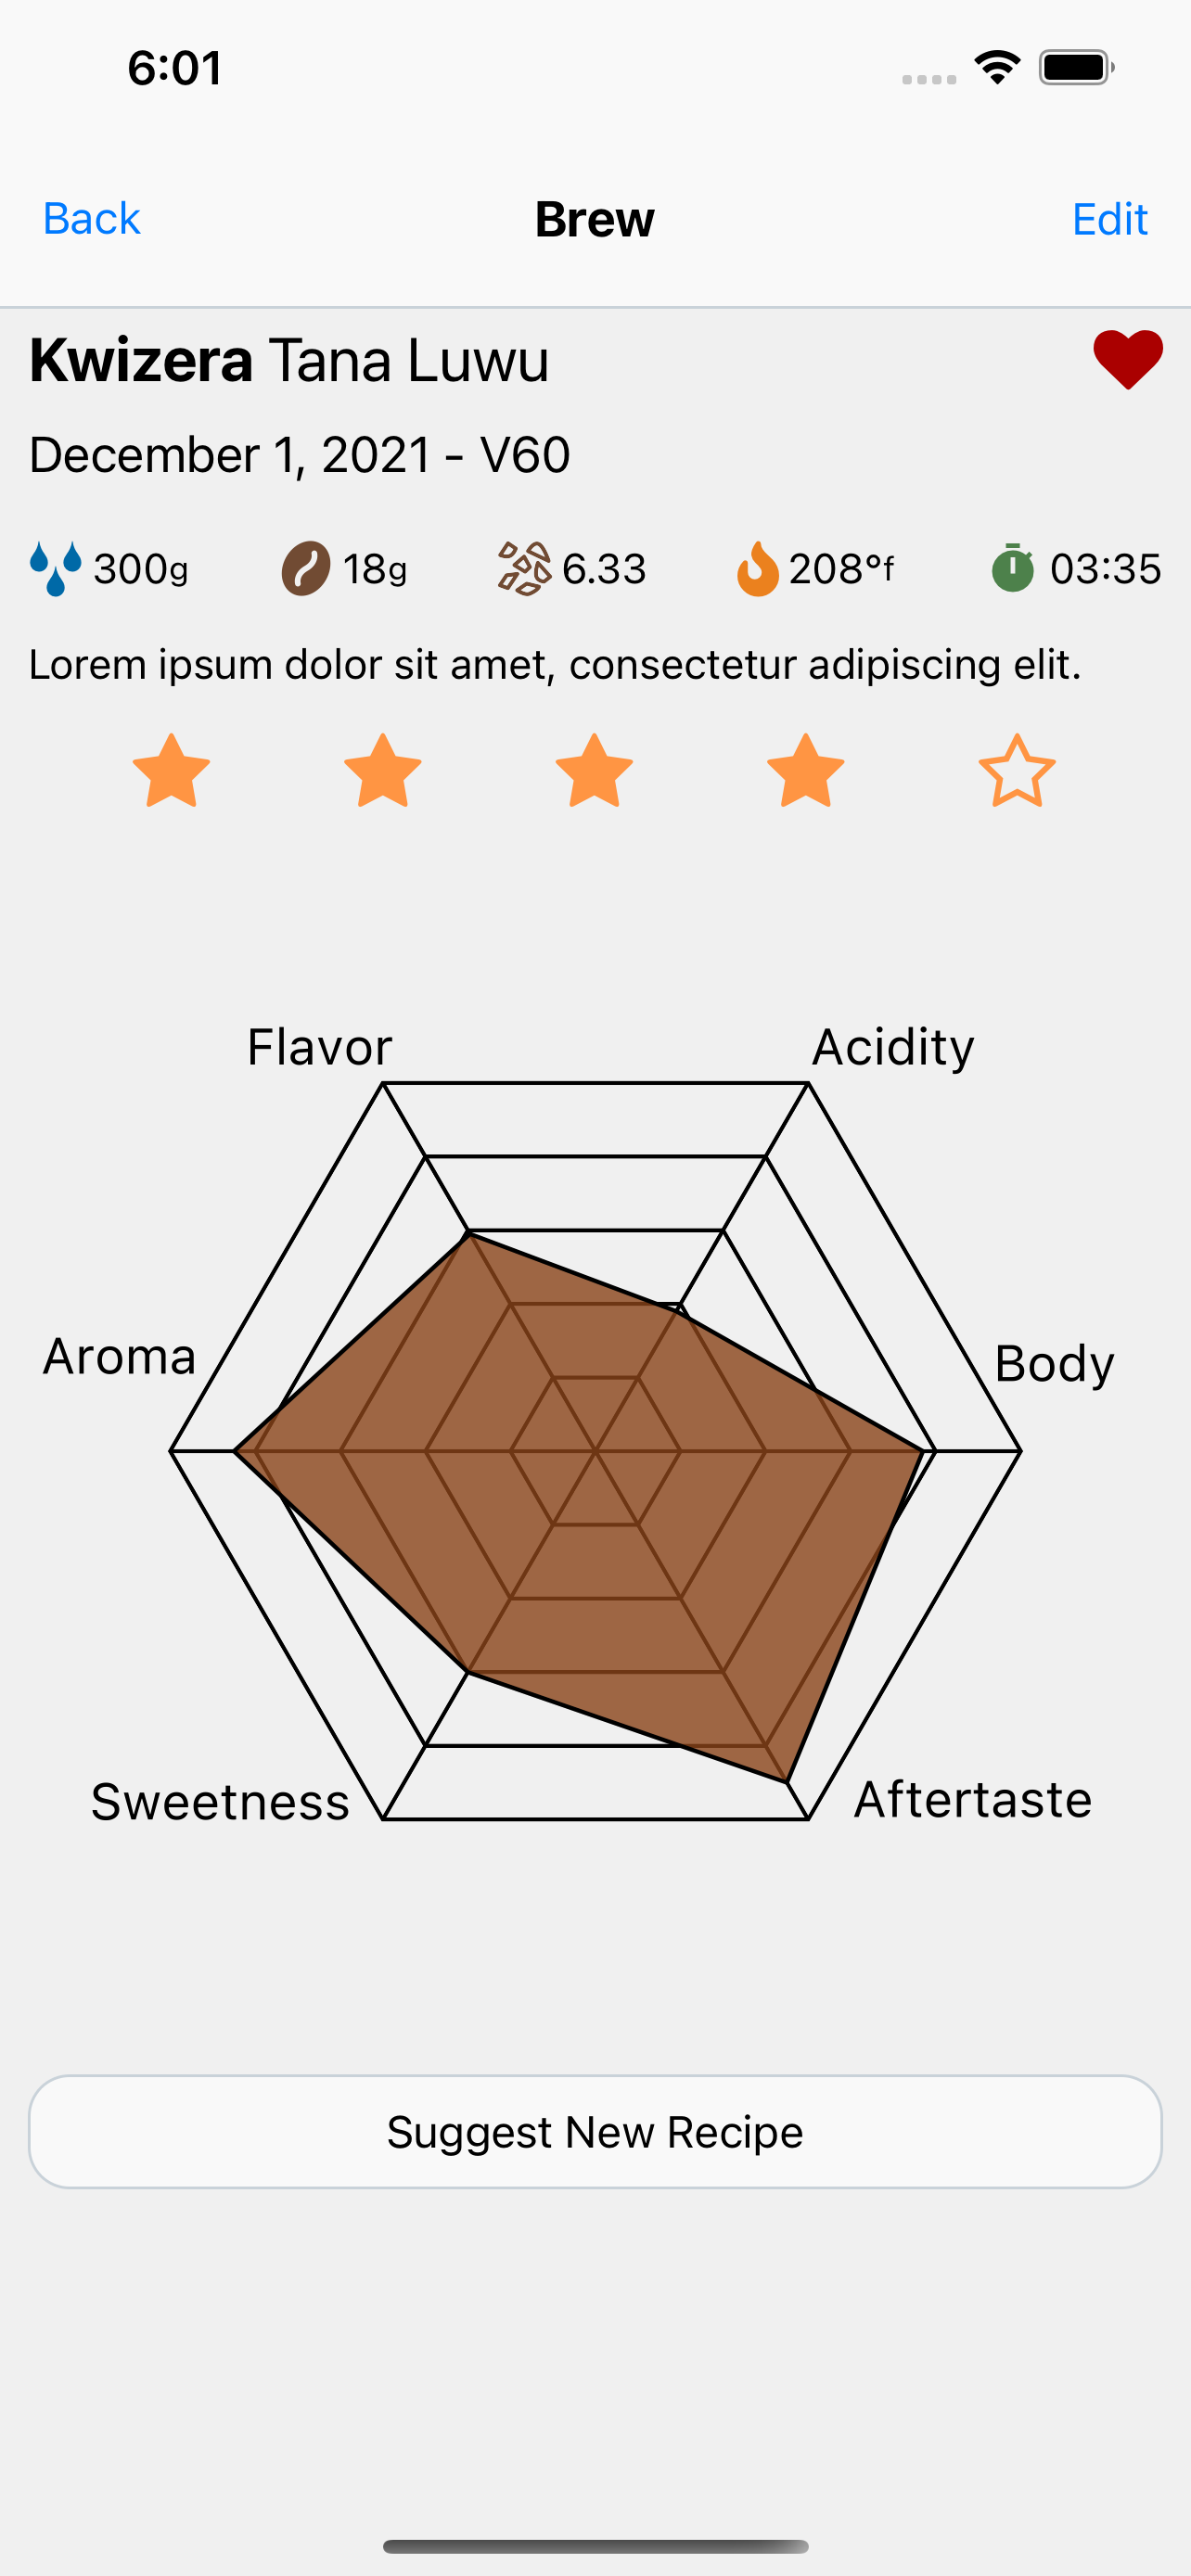 6:01
Back Brew Edit
Kwizera Tana Luwu
December 1, 2021 - V60
300g 18g 6.33 208°f 03:35
Lorem ipsum dolor sit amet, consectetur adipiscing elit.
Flavor Acidity
Aroma Body
Sweetness Aftertaste
Suggest New Recipe